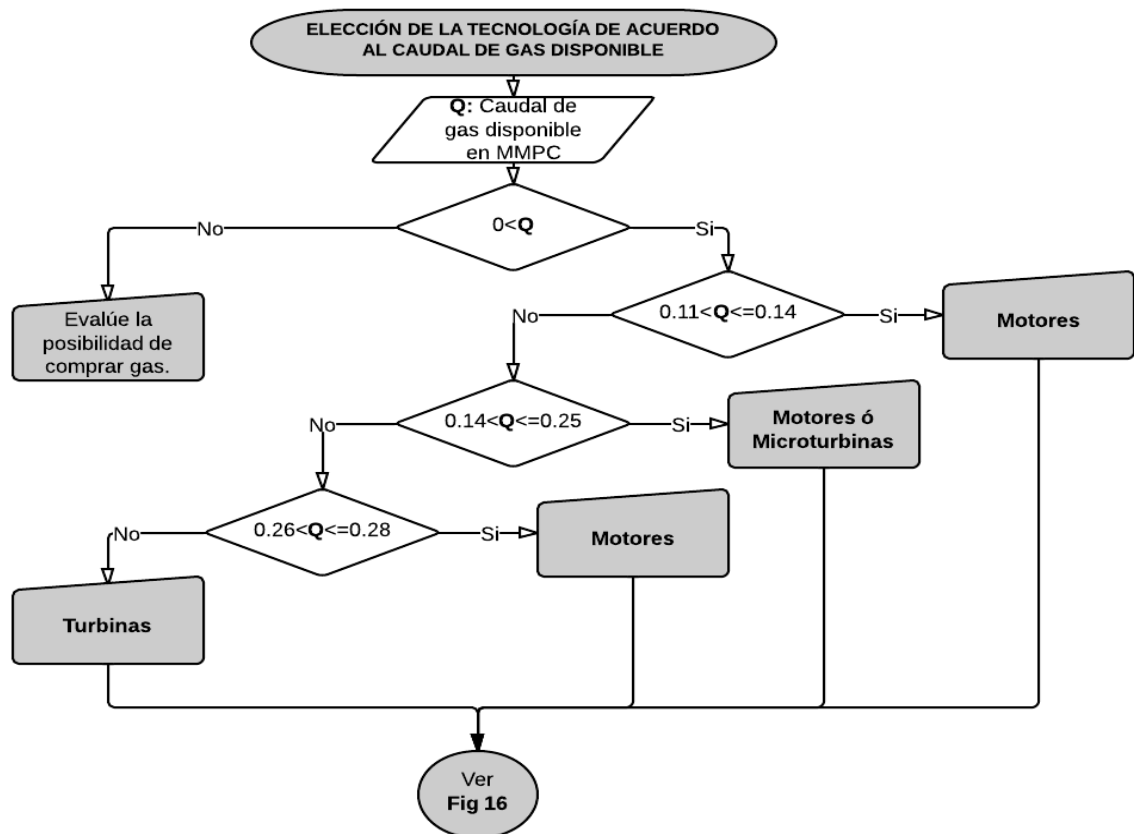 ELECCIÓN DE LA TECNOLOGÍA DE ACUERDO
AL CAUDAL DE GAS DISPONIBLE
Q: Caudal de
gas disponible
en MMPC
0<Q
No
Si
Evalúe la
posibilidad de
comprar gas.
0.11<Q<=0.14
No
Si
Motores
0.14<Q<=0.25
No
Si
Motores ó
Microturbinas
0.26<Q<=0.28
No
Si
Motores
Turbinas
Ver
Fig 16